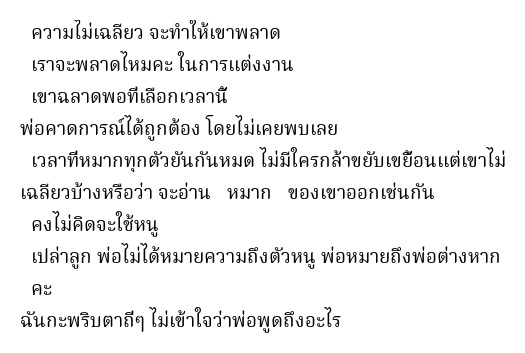 ความไม่เฉลียว จะทำให้เขาพลาด
เราจะพลาดไหมคะ ในการแต่งงาน
เขาฉลาดพอที่เลือกเวลานี้
พ่อคาดการณ์ได้ถูกต้อง โดยไม่เคยพบเลย
เวลาที่หมากทุกตัวยันกันหมด ไม่มีใครกล้าขยับเขยื้อนแต่เขาไม่
เฉลียวบ้างหรือว่า จะอ่าน หมาก ของเขาออกเช่นกัน
คงไม่คิดจะใช้หนู
เปล่าลูก พ่อไม่ได้หมายความถึงตัวหนู พ่อหมายถึงพ่อต่างหาก
คะ
ฉันกะพริบตาถี่ๆ ไม่เข้าใจว่าพ่อพูดถึงอะไร